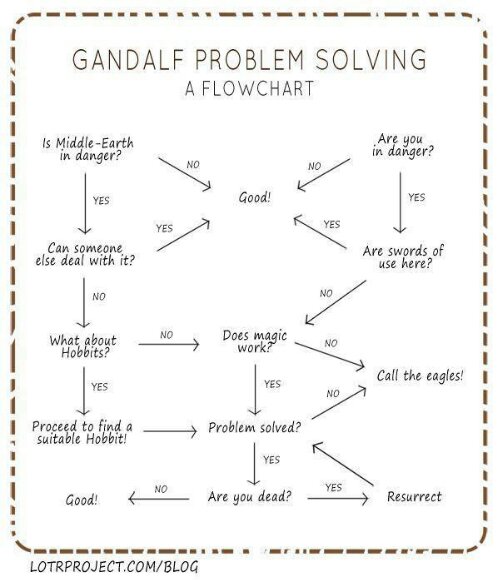 GANDALF PROBLEM SOLVING
A FLOWCHART
Is Middle-Earth
in danger?
Are you
in danger?
NO
NO
Good!
YES
YES
YES
YES
Can someone
else deal with it?
Are swords of
use here?
NO
NO
What about
Hobbits?
NO
Does magic
work?
NO
Call the eagles!
YES
YES
NO
Proceed to find a
suitable Hobbit!
Problem solved?
YES
Good!
NO
Are you dead?
YES
Resurrect
LOTRPROJECT.COM/BLOG